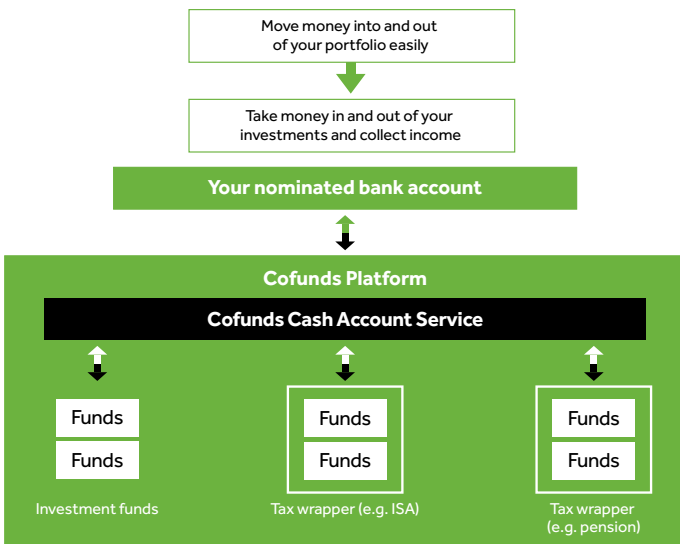 Move money into and out
of your portfolio easily
Take money in and out of your
investments and collect income
Your nominated bank account
Cofunds Platform
Cofunds Cash Account Service
Funds
Funds
Investment funds
Funds
Funds
Tax wrapper (e.g. ISA)
Funds
Funds
Tax wrapper
(e.g. pension)